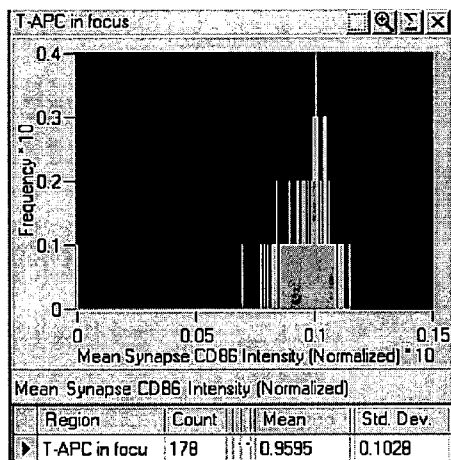 T-APC in focus
0.4
0.3
0.2
0.1
0
Frequency * 10
0 0.05 0.1 0.15
Mean Synapse CD86 Intensity (Normalized) * 10
Mean Synapse CD86 Intensity (Normalized)
Region Count Mean Std. Dev.
T-APC in focu 178 0.9595 0.1028